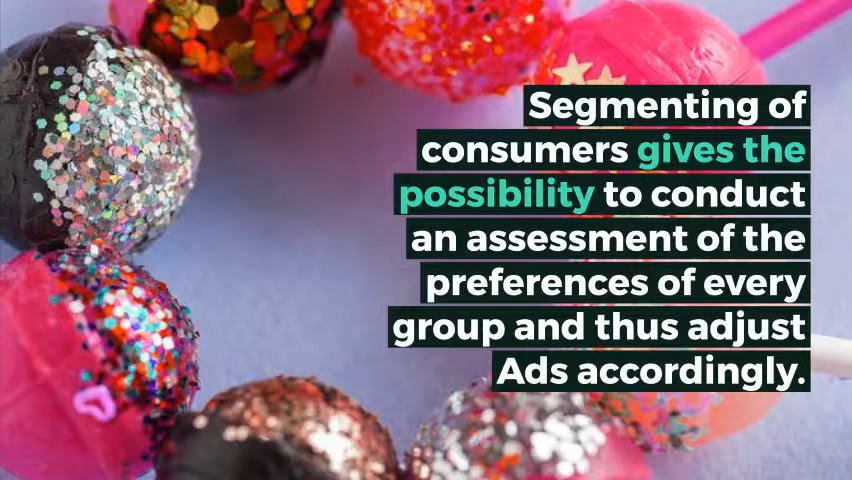 Segmenting of
consumers gives the
possibility to conduct
an assessment of the
preferences of every
group and thus adjust
Ads accordingly.